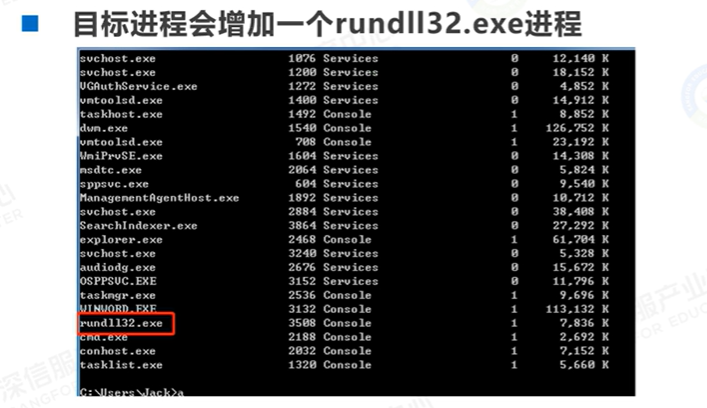 目标进程会增加一个rundll32.exe进程
svchost.exe 1076 Services 0 12,140 K
svchost.exe 1200 Services 0 18,152 K
VGAuthService.exe 1272 Services 0 4,852 K
vmtoolsd.exe 1400 Services 0 14,912 K
taskhost.exe 1492 Console 1 8,852 K
dwm.exe 1540 Console 1 126,752 K
vmtoolsd.exe 708 Console 1 23,192 K
WmiPrvSE.exe 1604 Services 0 14,308 K
msdtc.exe 2064 Services 0 5,824 K
sppsvc.exe 604 Services 0 9,540 K
ManagementAgentHost.exe 1892 Services 0 10,712 K
svchost.exe 2884 Services 0 38,408 K
SearchIndexer.exe 3864 Services 0 27,292 K
explorer.exe 2468 Console 1 61,704 K
svchost.exe 3240 Services 0 5,328 K
audiodg.exe 2676 Services 0 15,672 K
OSPPSVC.EXE 3152 Services 0 11,796 K
taskmgr.exe 2536 Console 1 9,696 K
WINWORD.EXE 3132 Console 1 113,132 K
rundll32.exe 3508 Console 1 7,836 K
cmd.exe 2188 Console 1 2,692 K
conhost.exe 2032 Console 1 7,152 K
tasklist.exe 1320 Console 1 5,660 K
C:\Users\Jack>a